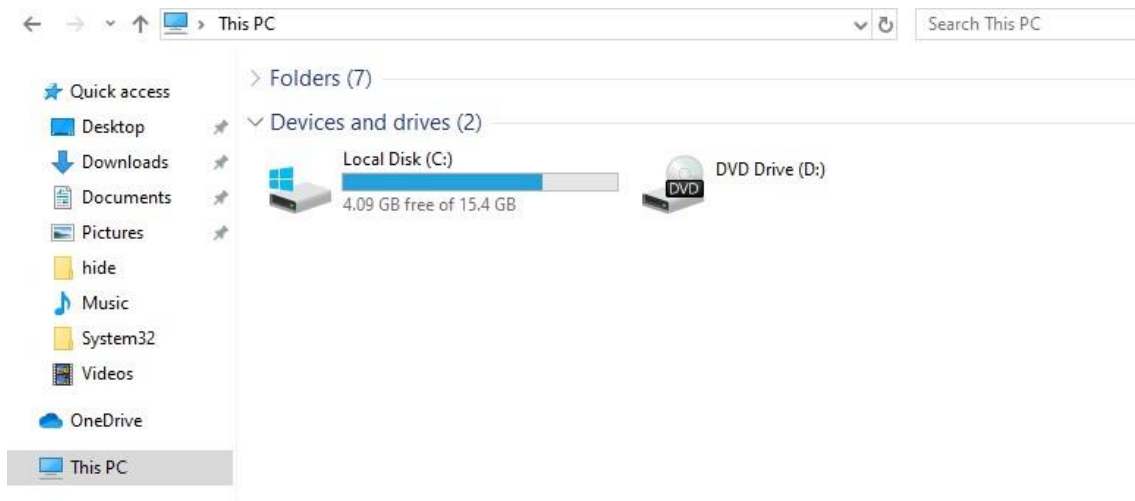 This PC
Search This PC
Quick access
Desktop
Downloads
Documents
Pictures
hide
Music
System32
Videos
OneDrive
This PC
Folders (7)
Devices and drives (2)
Local Disk (C:)
4.09 GB free of 15.4 GB
DVD
DVD Drive (D:)